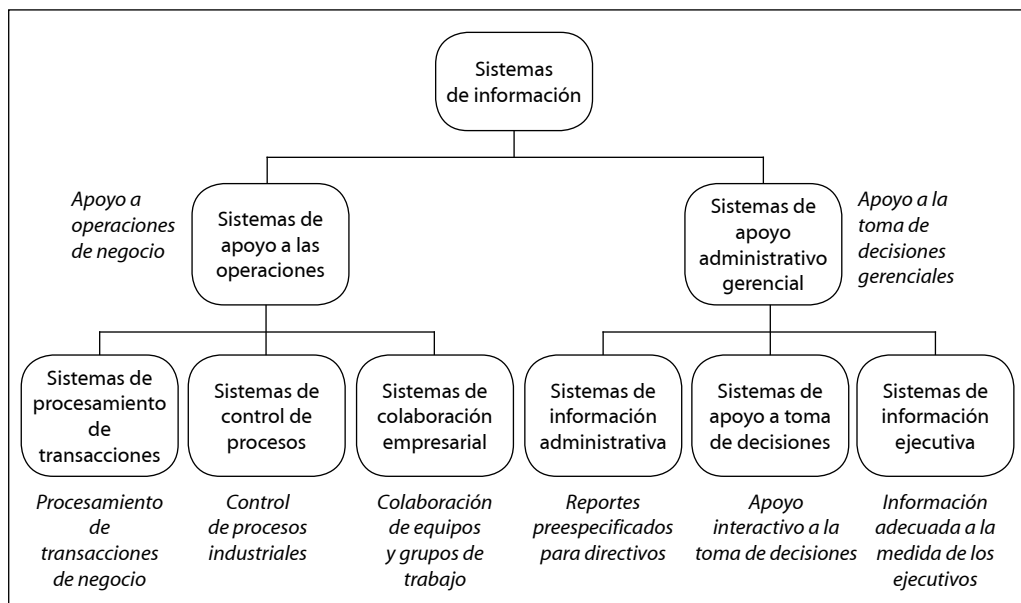 Sistemas
de información
Apoyo a
operaciones
de negocio
Sistemas de
apoyo a las
operaciones
Sistemas de
apoyo
administrativo
gerencial
Apoyo a la
toma de
decisiones
gerenciales
Sistemas de
procesamiento
de
transacciones
Sistemas de
control de
procesos
Sistemas de
colaboración
empresarial
Sistemas de
información
administrativa
Sistemas de
apoyo a toma
de decisiones
Sistemas de
información
ejecutiva
Procesamiento
de
transacciones
de negocio
Control
de procesos
industriales
Colaboración
de equipos
y grupos de
trabajo
Reportes
preespecificados
para directivos
Apoyo
interactivo a la
toma de decisiones
Información
adecuada a la
medida de los
ejecutivos